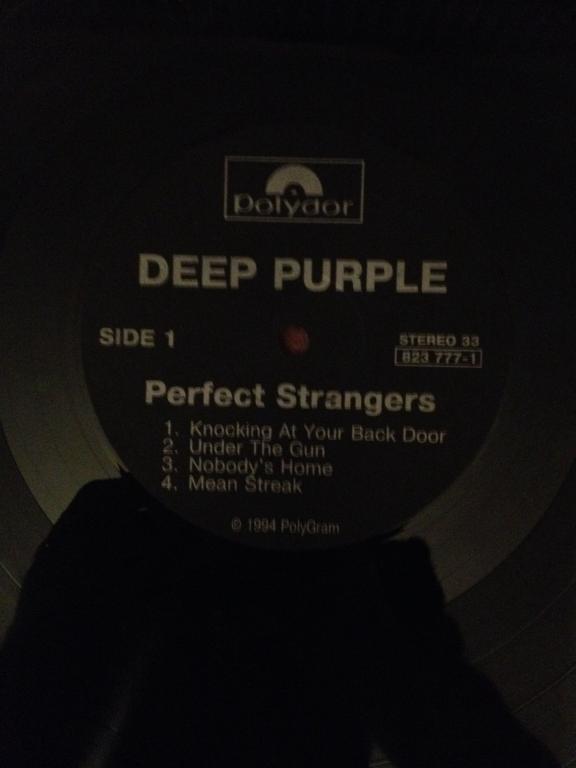 polydor
DEEP PURPLE
SIDE 1
STEREO 33
823 777-1
Perfect Strangers
1. Knocking At Your Back Door
2. Under The Gun
3. Nobody's Home
4. Mean Streak
© 1994 PolyGram